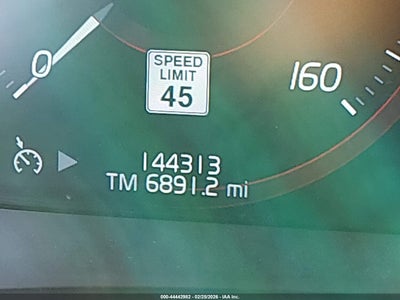 0
SPEED
LIMIT
45
160
144313
TM 6891.2 mi
000-44442982 - 02/20/2026 - IAA Inc.